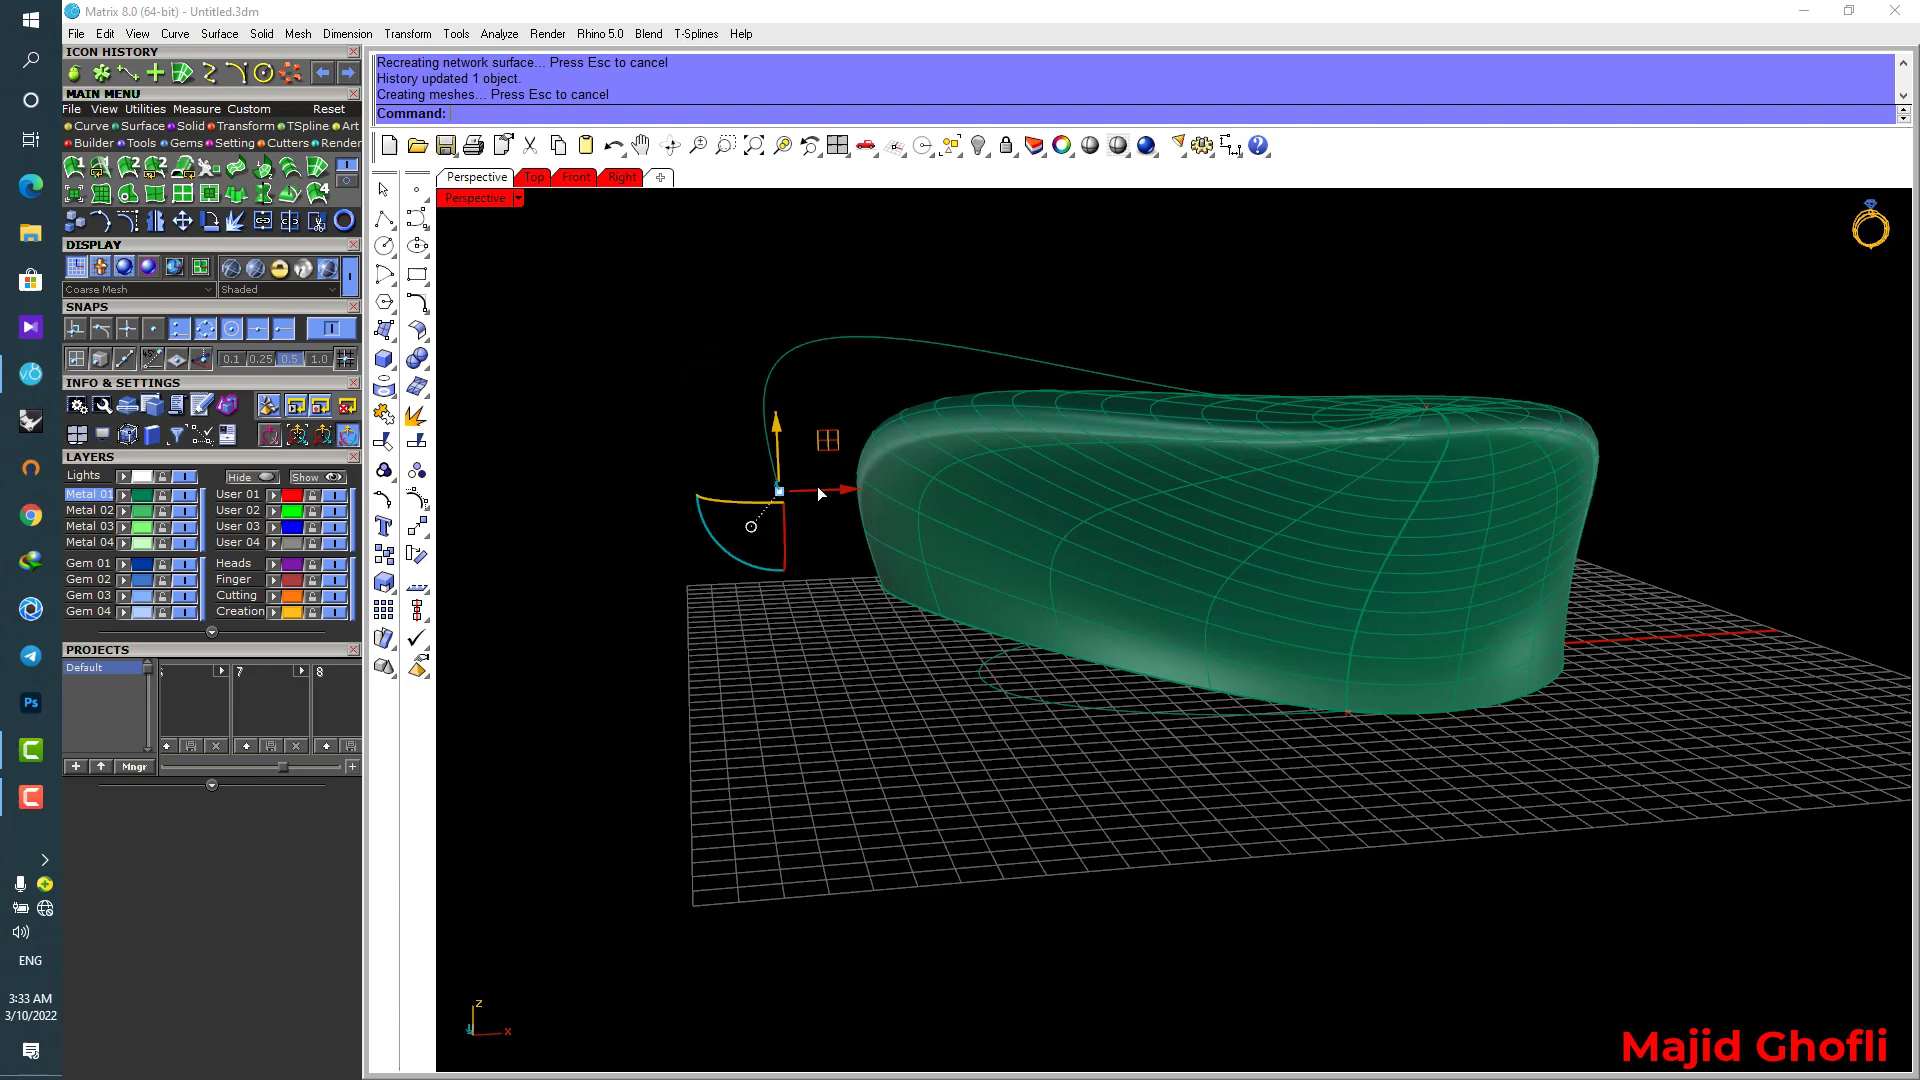 Matrix 8.0 (64-bit) - Untitled.3dm
File Edit View Curve Surface Solid Mesh Dimension Transform Tools Analyze Render Rhino 5.0 Blend T-Splines Help
ICON HISTORY
Recreating network surface... Press Esc to cancel
History updated 1 object.
Creating meshes... Press Esc to cancel
Command:
MAIN MENU
File View Utilities Measure Custom Reset
Curve Surface Solid Transform TSpline Art
Builder Tools Gems Setting Cutters Render
Perspective Top Front Right
Perspective
DISPLAY
Coarse Mesh Shaded
SNAPS
0.1 0.25 0.5 1.0
INFO & SETTINGS
LAYERS
Lights Hide Show
Metal 01 User 01
Metal 02 User 02
Metal 03 User 03
Metal 04 User 04
Gem 01 Heads
Gem 02 Finger
Gem 03 Cutting
Gem 04 Creation
PROJECTS
Default
7
8
Mngr
ENG
3:33 AM
3/10/2022
z
x
Majid Ghofli